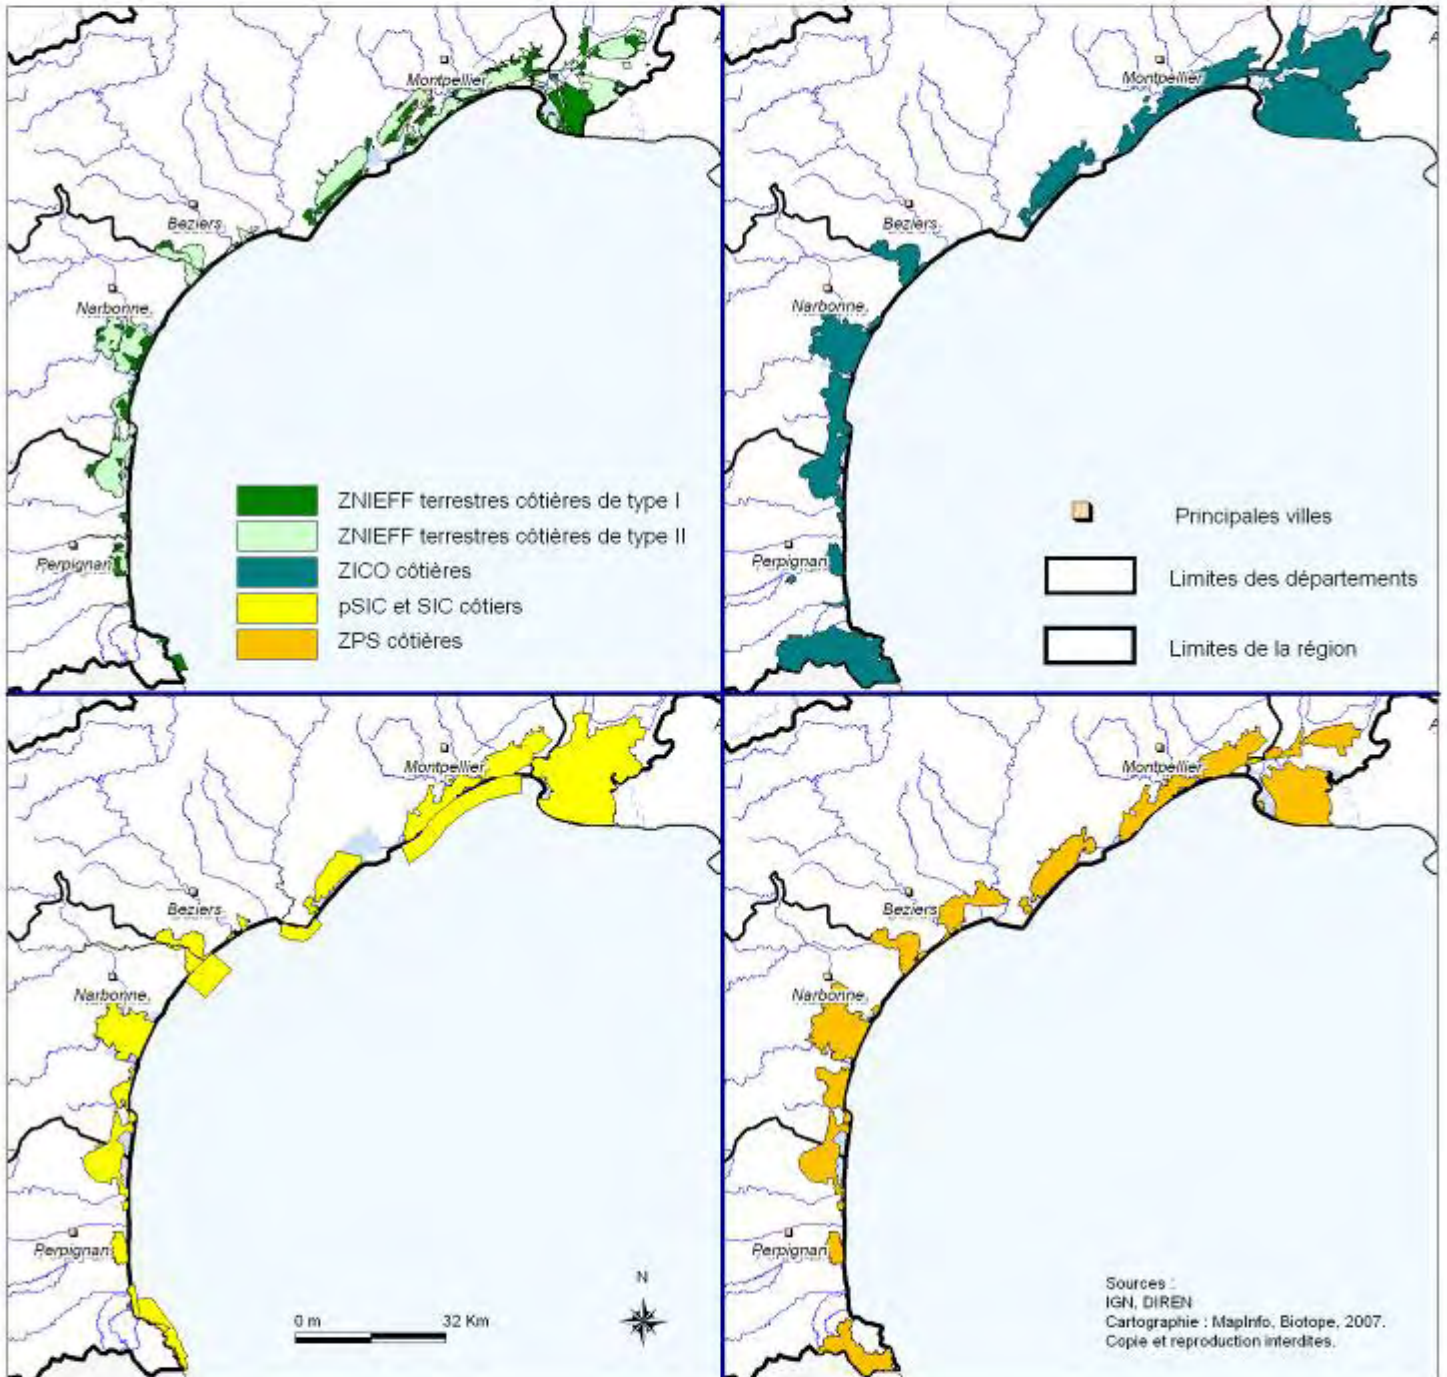 Montpellier
Beziers
Narbonne
Perpignan
ZNIEFF terrestres côtières de type I
ZNIEFF terrestres côtières de type II
ZICO côtières
pSIC et SIC côtiers
ZPS côtières
A
Montpellier
Beziers
Narbonne
Perpignan
Principales villes
Limites des départements
Limites de la région
Montpellier
Beziers
Narbonne
Perpignan
N
0 m 32 Km
A
Montpellier
Beziers
Narbonne
Perpignan
Sources :
IGN, DIREN
Cartographie : MapInfo, Biotope, 2007.
Copie et reproduction interdites.